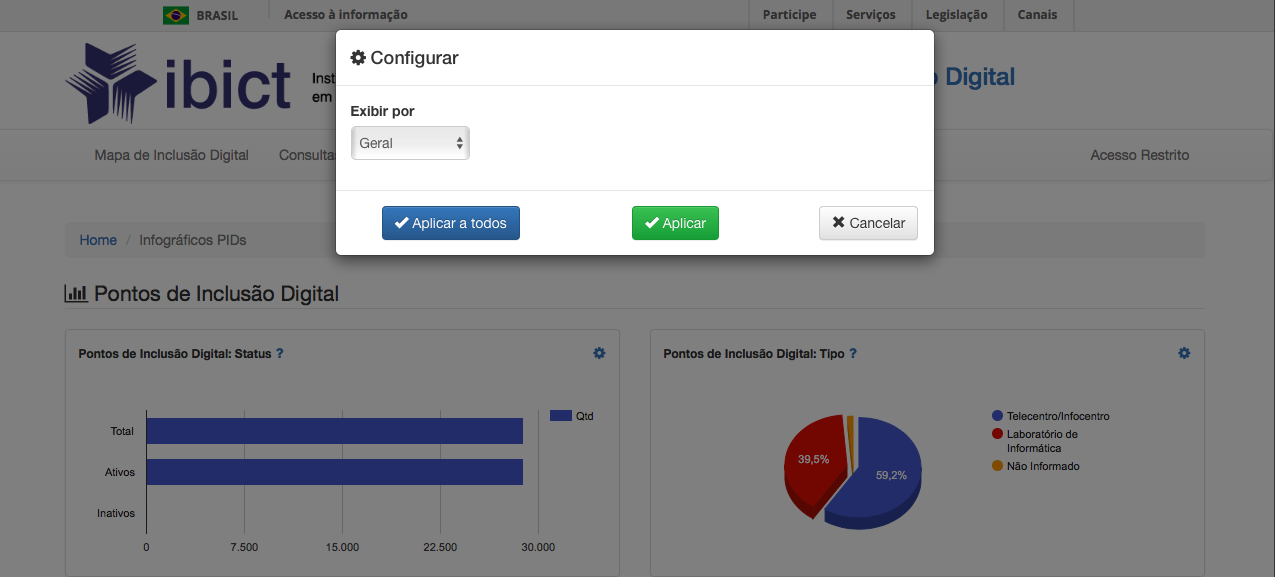 BRASIL Acesso à informação Participe Serviços Legislação Canais
Configurar
ibict Inst Digital
em
Exibir por
Geral
Mapa de Inclusão Digital Consulta Acesso Restrito
Aplicar a todos Aplicar Cancelar
Home / Infográficos PIDs
Pontos de Inclusão Digital
Pontos de Inclusão Digital: Status ?
Qtd
Total
Ativos
Inativos
0 7.500 15.000 22.500 30.000
Pontos de Inclusão Digital: Tipo ?
39,5%
59,2%
Telecentro/Infocentro
Laboratório de
Informática
Não Informado